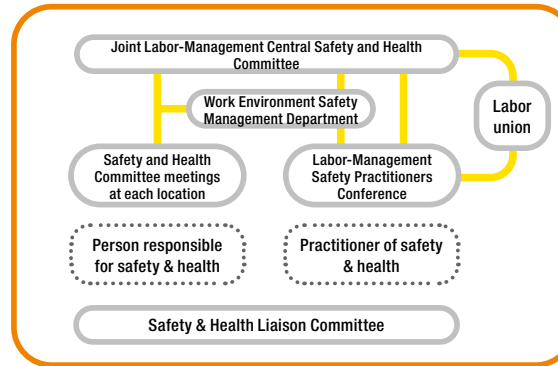 Joint Labor-Management Central Safety and Health
Committee
Work Environment Safety
Management Department
Labor
union
Safety and Health
Committee meetings
at each location
Labor-Management
Safety Practitioners
Conference
Person responsible
for safety & health
Practitioner of safety
& health
Safety & Health Liaison Committee